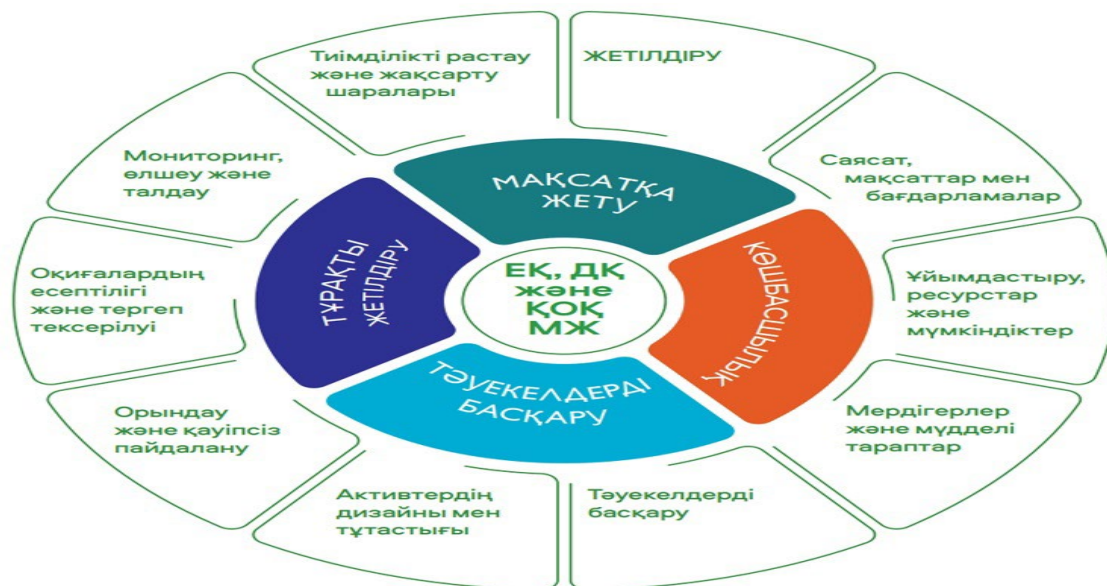 Тиімділікті растау
және жақсарту
шаралары
ЖЕТІЛДІРУ
Мониторинг,
өлшеу және
талдау
Саясат,
мақсаттар мен
бағдарламалар
МАҚСАТҚА
ЖЕТУ
ТҰРАҚТЫ
ЖЕТІЛДІРУ
ЕҚ, ДҚ
және
ҚОҚ
МЖ
КӨШБАСШЫЛЫҚ
Оқиғалардың
есептілігі
және тергеп
тексерілуі
Ұйымдастыру,
ресурстар
және
мүмкіндіктер
ТӘУЕКЕЛДЕРДІ
БАСҚАРУ
Орындау
және қауіпсіз
пайдалану
Мердігерлер
және мүдделі
тараптар
Активтердің
дизайны мен
тұтастығы
Тәуекелдерді
басқару